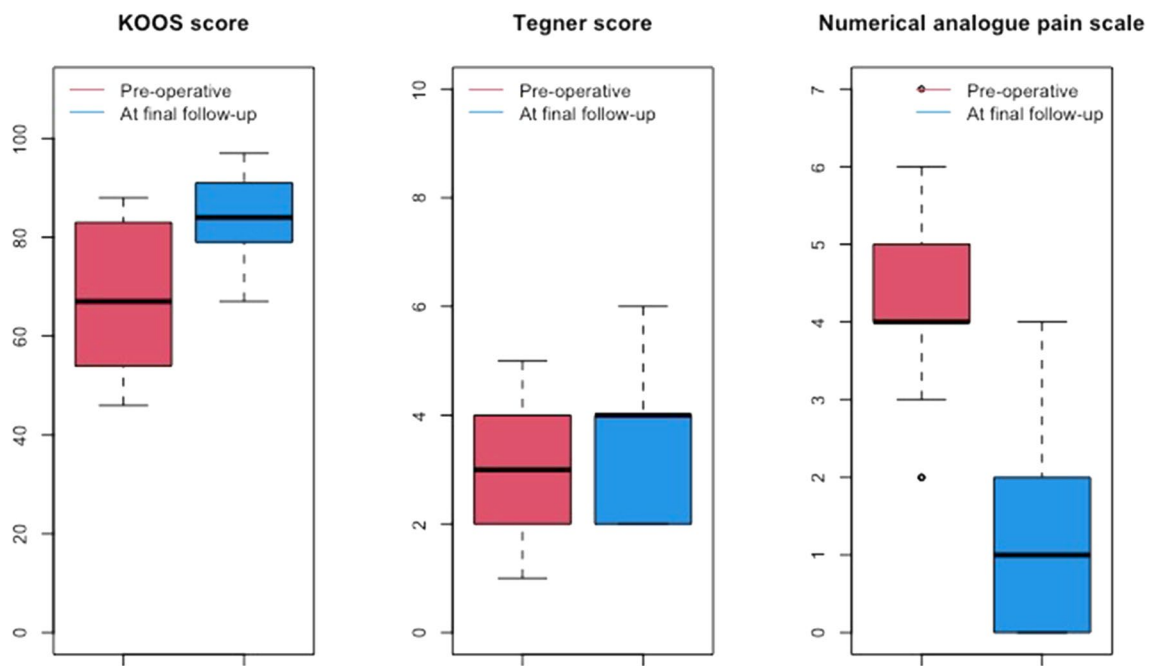 KOOS score
Pre-operative
At final follow-up
100
80
60
40
20
0
Tegner score
Pre-operative
At final follow-up
10
8
6
4
2
0
Numerical analogue pain scale
Pre-operative
At final follow-up
7
6
5
4
3
2
1
0